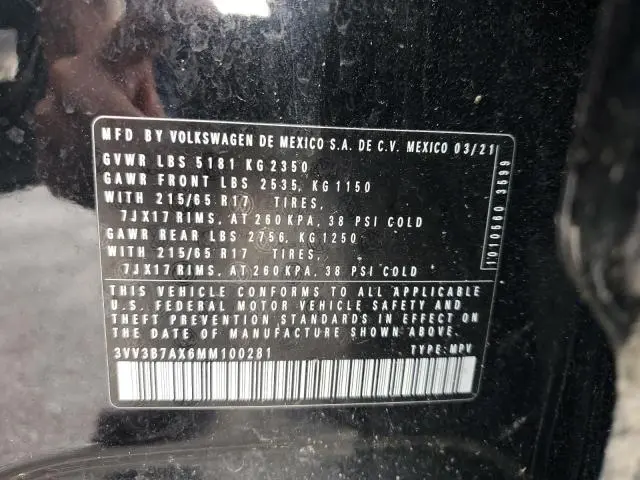 MFD. BY VOLKSWAGEN DE MEXICO S.A. DE C.V. MEXICO 03/21
GVWR LBS 5181 KG 2350
GAWR FRONT LBS 2535, KG 1150
WITH 215/65 R17 TIRES,
7JX17 RIMS, AT 260 KPA, 38 PSI COLD
GAWR REAR LBS 2756, KG 1250
WITH 215/65 R17 TIRES,
7JX17 RIMS, AT 260 KPA, 38 PSI COLD
THIS VEHICLE CONFORMS TO ALL APPLICABLE
U.S. FEDERAL MOTOR VEHICLE SAFETY AND
THEFT PREVENTION STANDARDS IN EFFECT ON
THE DATE OF MANUFACTURE SHOWN ABOVE.
3VV3B7AX6MM100281 TYPE: MPV